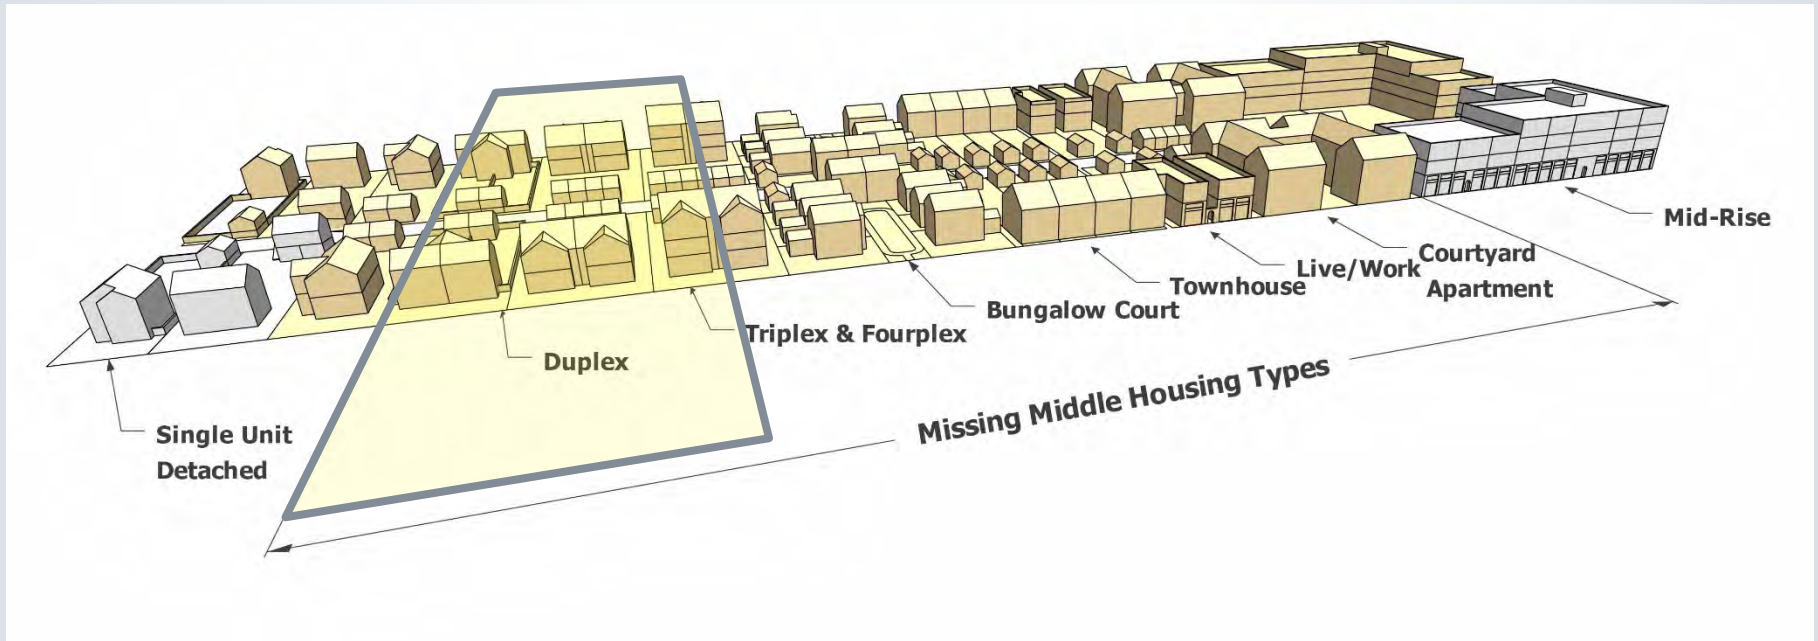 Single Unit
Detached
Duplex
Triplex & Fourplex
Bungalow Court
Townhouse
Live/Work
Courtyard
Apartment
Mid-Rise
Missing Middle Housing Types